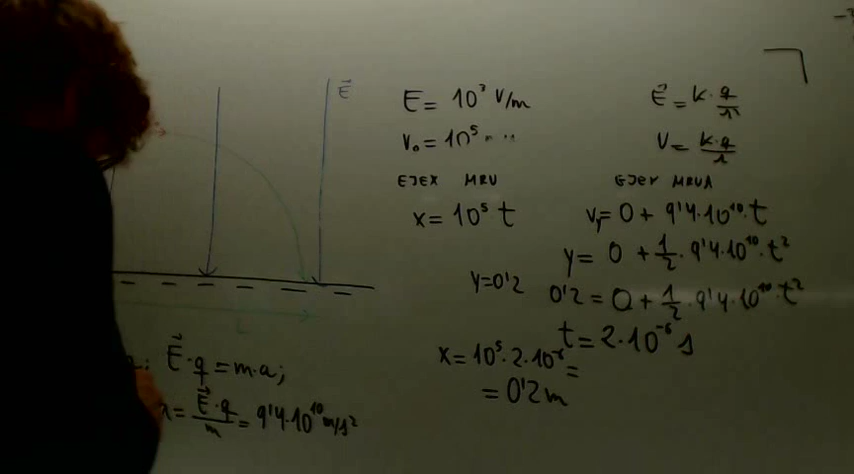 E⃗
E = 10³ V/m
V₀ = 10⁵ ...
EJEX MRU
x = 10⁵ t
E⃗ = K·q/r²
V = K·q/r
EJEY MRUA
Vy = 0 + 9'4·10¹⁰·t
y = 0 + 1/2 · 9'4·10¹⁰·t²
y = 0'2
0'2 = 0 + 1/2 · 9'4·10¹⁰·t²
t = 2·10⁻⁶ s
x = 10⁵·2·10⁻⁶ =
= 0'2 m
E⃗·q = m·a;
a = E⃗·q/m = 9'4·10¹⁰ m/s²